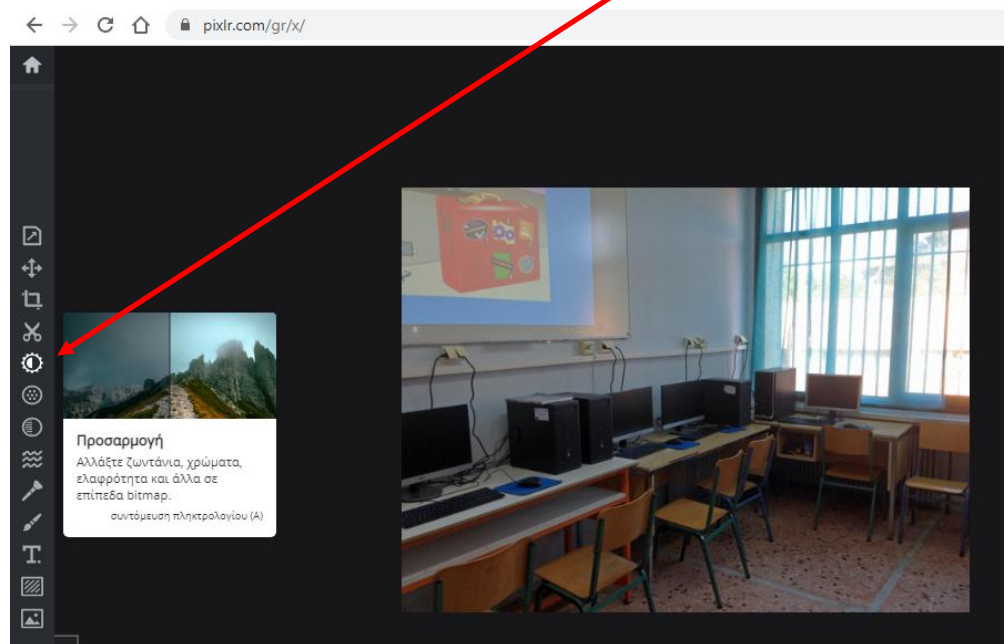 pixlr.com/gr/x/
Προσαρμογή
Αλλάξτε ζωντάνια, χρώματα,
ελαφρότητα και άλλα σε
επίπεδα bitmap.
συντόμευση πληκτρολογίου (A)
T.